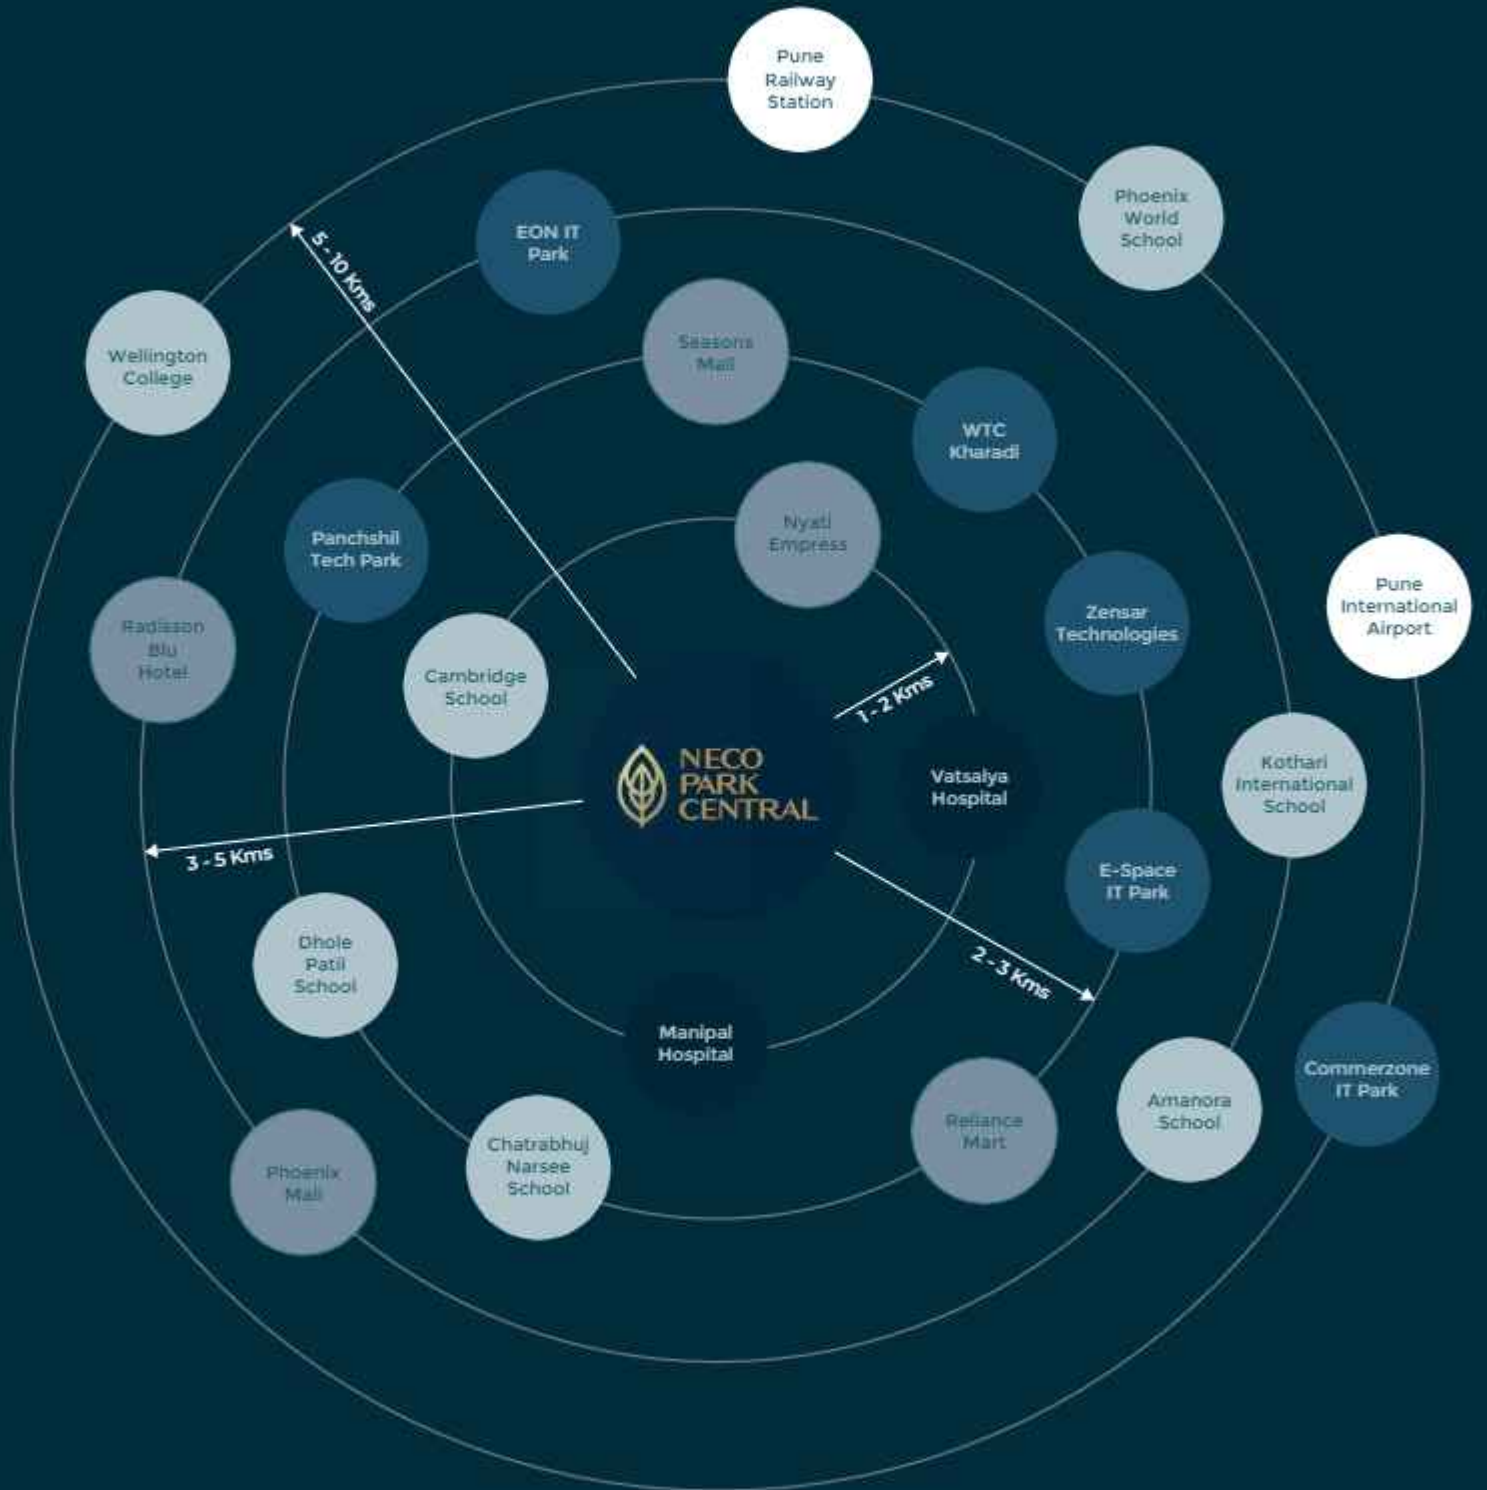 Pune
Railway
Station
Phoenix
World
School
EON IT
Park
5 - 10 Kms
Wellington
College
Seasons
Mall
WTC
Kharadi
Nyati
Empress
Panchshil
Tech Park
Pune
International
Airport
Zensar
Technologies
Radisson
Blu
Hotel
Cambridge
School
1 - 2 Kms
NECO
PARK
CENTRAL
Vatsalya
Hospital
Kothari
International
School
3 - 5 Kms
E-Space
IT Park
Dhole
Patil
School
2 - 3 Kms
Manipal
Hospital
Commerzone
IT Park
Amanora
School
Reliance
Mart
Chatrabhuj
Narsee
School
Phoenix
Mall